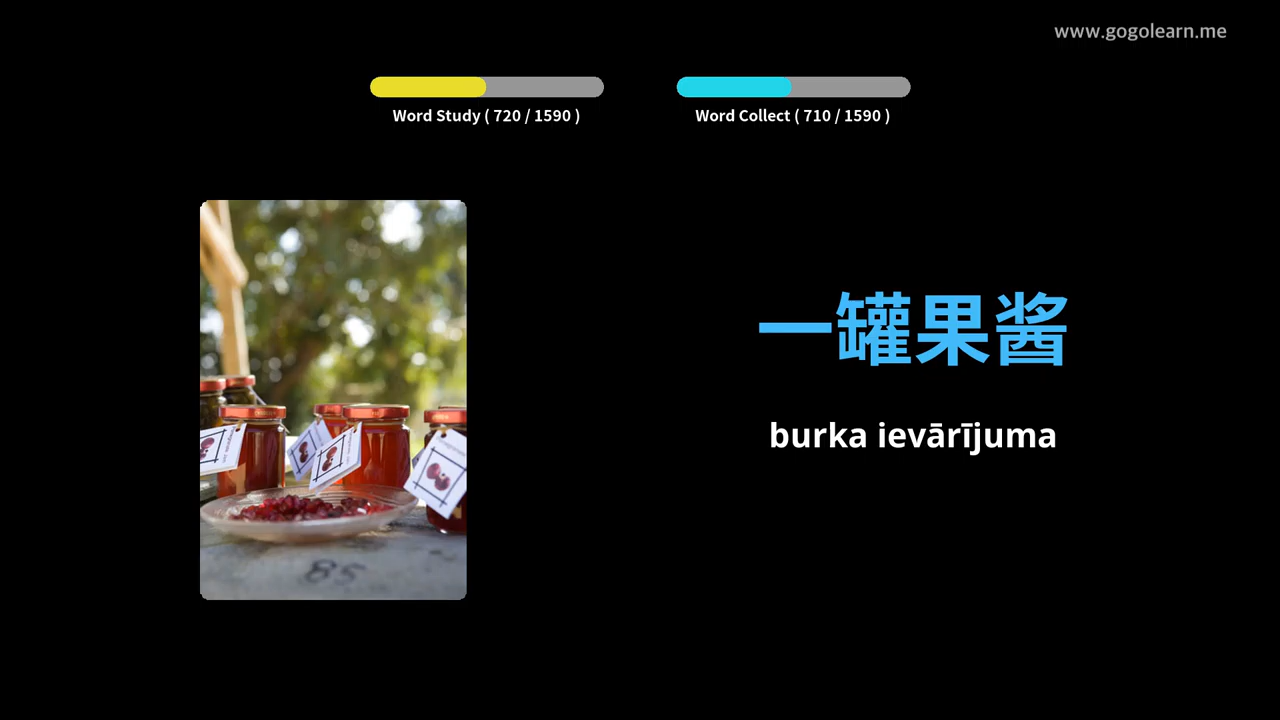 www.gogolearn.me
Word Study ( 720 / 1590 )
Word Collect ( 710 / 1590 )
一罐果酱
burka ievārījuma
85